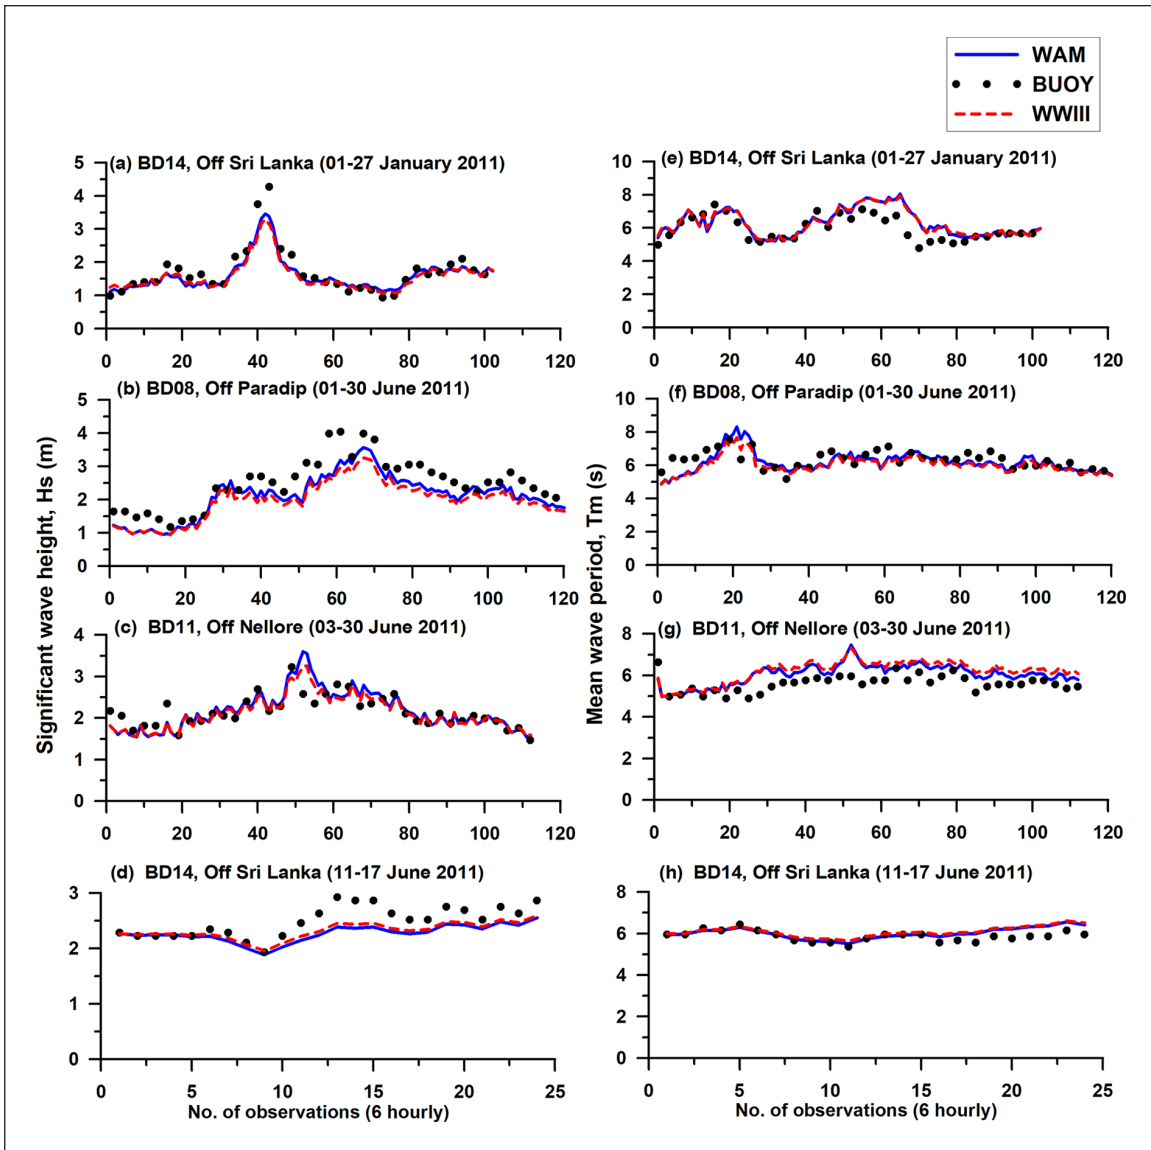 WAM
BUOY
WWIII
(a) BD14, Off Sri Lanka (01-27 January 2011)
5
4
3
2
1
0
0 20 40 60 80 100 120
(b) BD08, Off Paradip (01-30 June 2011)
5
4
3
2
1
0
0 20 40 60 80 100 120
(c) BD11, Off Nellore (03-30 June 2011)
4
3
2
1
0
0 20 40 60 80 100 120
(d) BD14, Off Sri Lanka (11-17 June 2011)
3
2
1
0
0 5 10 15 20 25
No. of observations (6 hourly)
Significant wave height, Hs (m)
(e) BD14, Off Sri Lanka (01-27 January 2011)
10
8
6
4
2
0
0 20 40 60 80 100 120
(f) BD08, Off Paradip (01-30 June 2011)
10
8
6
4
2
0
0 20 40 60 80 100 120
(g) BD11, Off Nellore (03-30 June 2011)
8
6
4
2
0
0 20 40 60 80 100 120
(h) BD14, Off Sri Lanka (11-17 June 2011)
8
6
4
2
0
0 5 10 15 20 25
No. of observations (6 hourly)
Mean wave period, Tm (s)